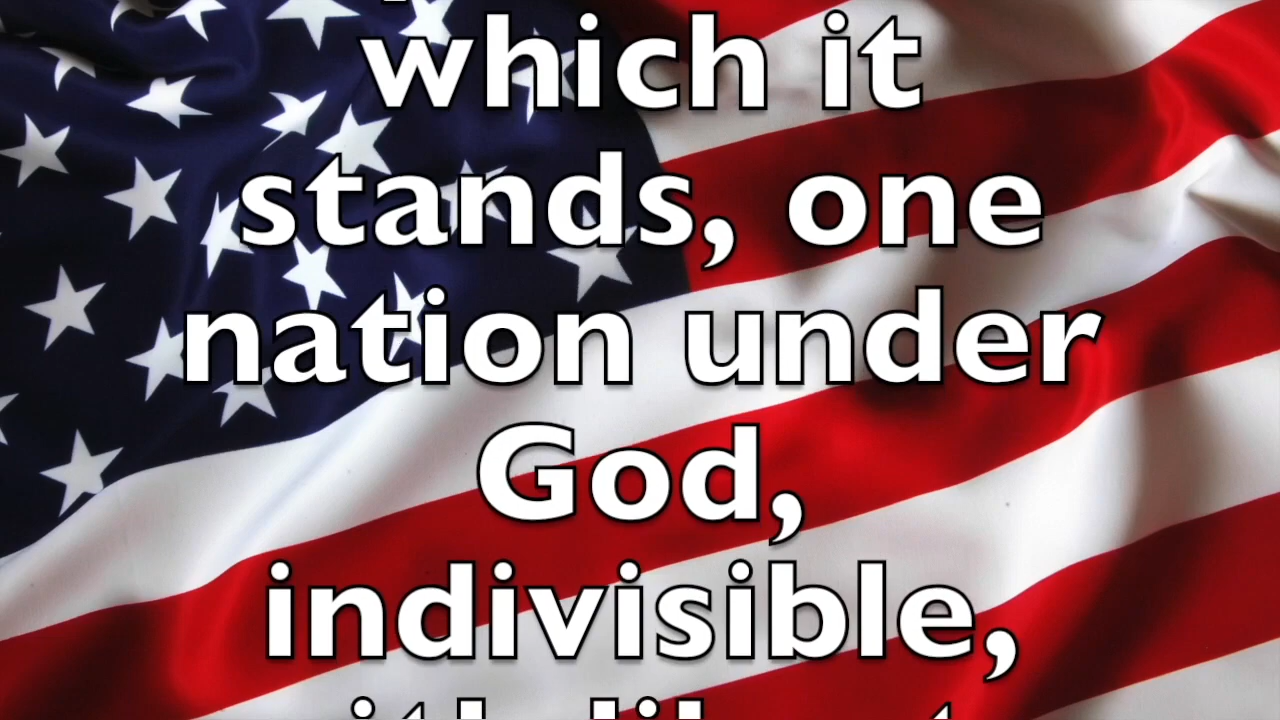 which it
stands, one
nation under
God,
indivisible,